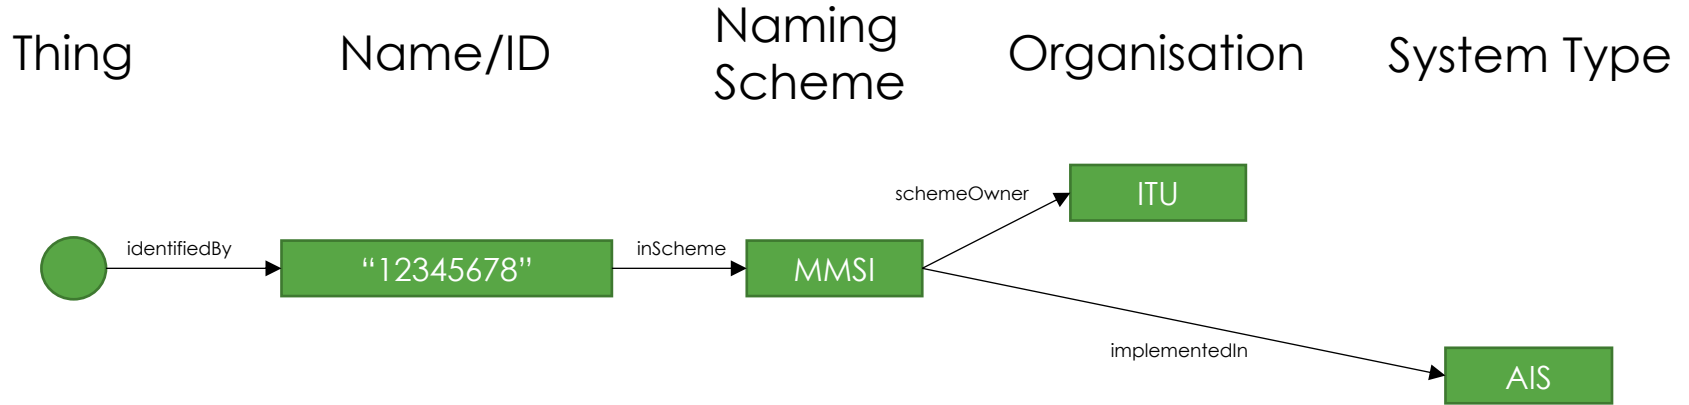 Thing
Name/ID
Naming
Scheme
Organisation
System Type
schemeOwner
ITU
identifiedBy
“12345678”
inScheme
MMSI
implementedIn
AIS